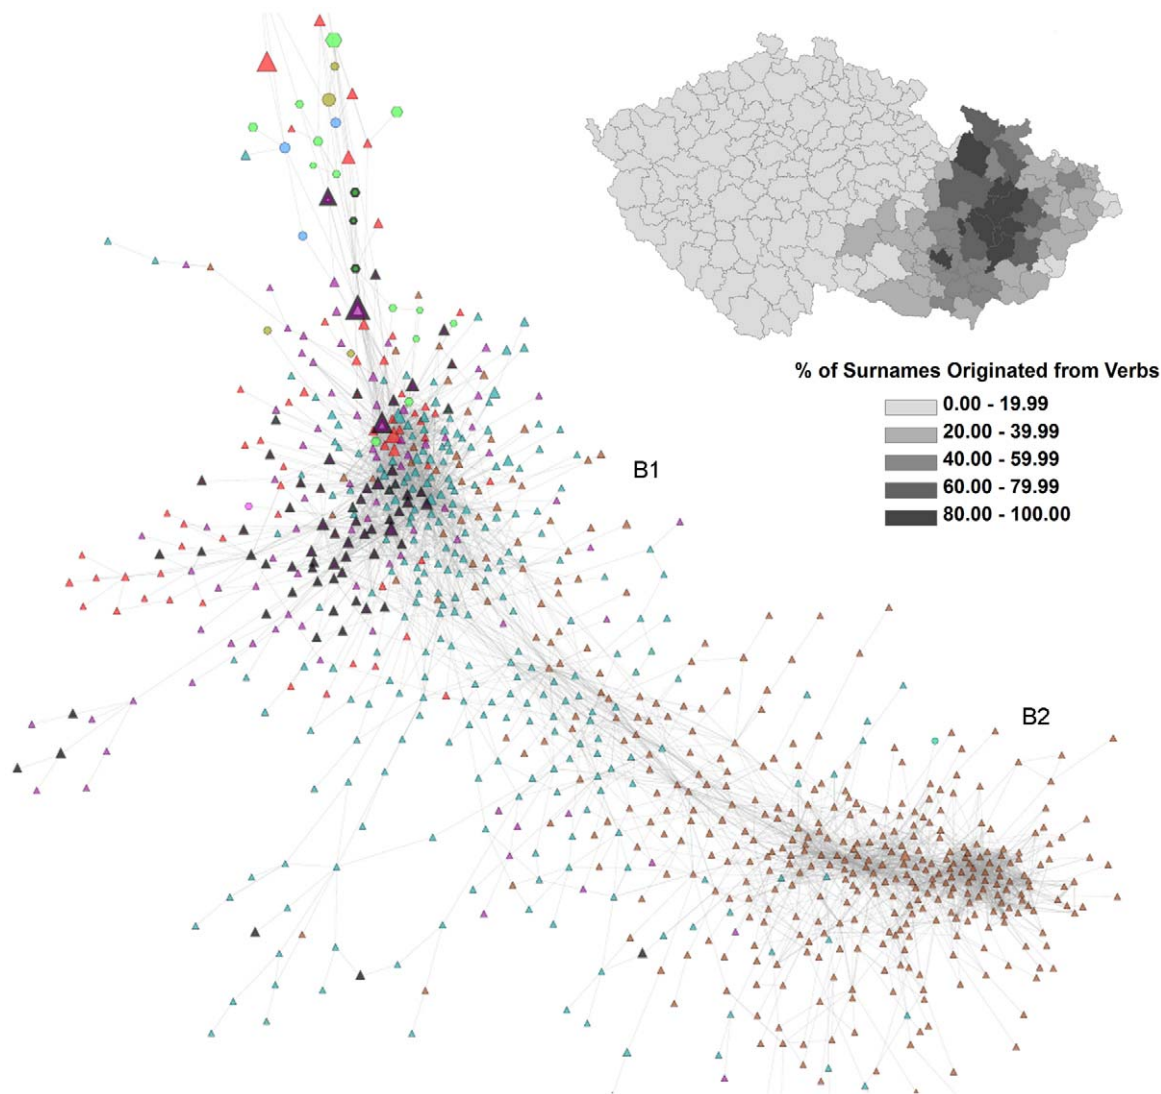 % of Surnames Originated from Verbs
0.00 - 19.99
20.00 - 39.99
40.00 - 59.99
60.00 - 79.99
80.00 - 100.00
B1
B2